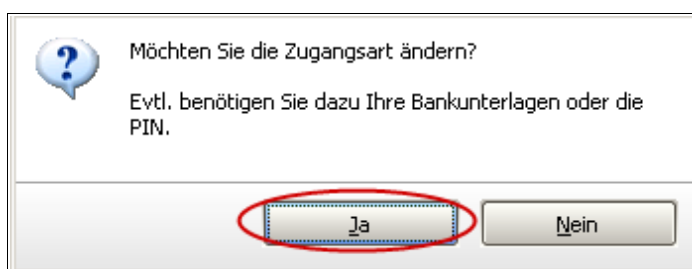 Möchten Sie die Zugangsart ändern?
Evtl. benötigen Sie dazu Ihre Bankunterlagen oder die
PIN.
Ja
Nein